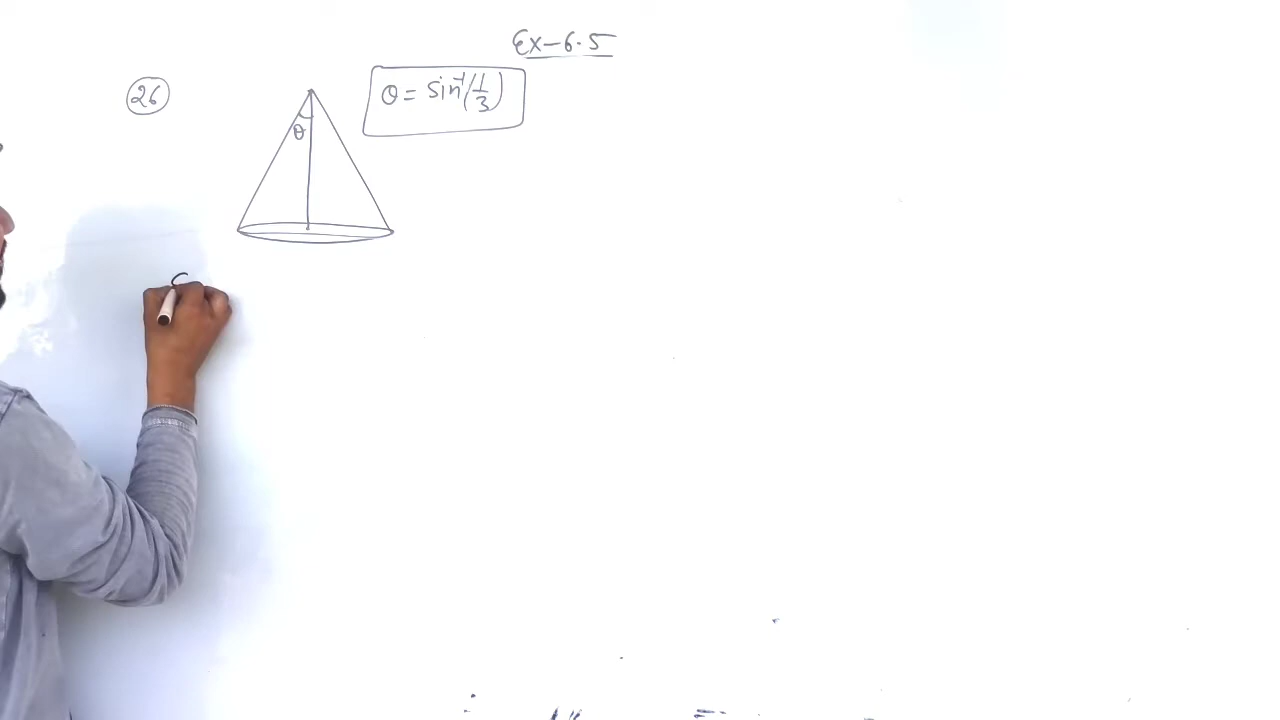 Ex-6.5
26
θ = sin⁻¹(1/3)
θ